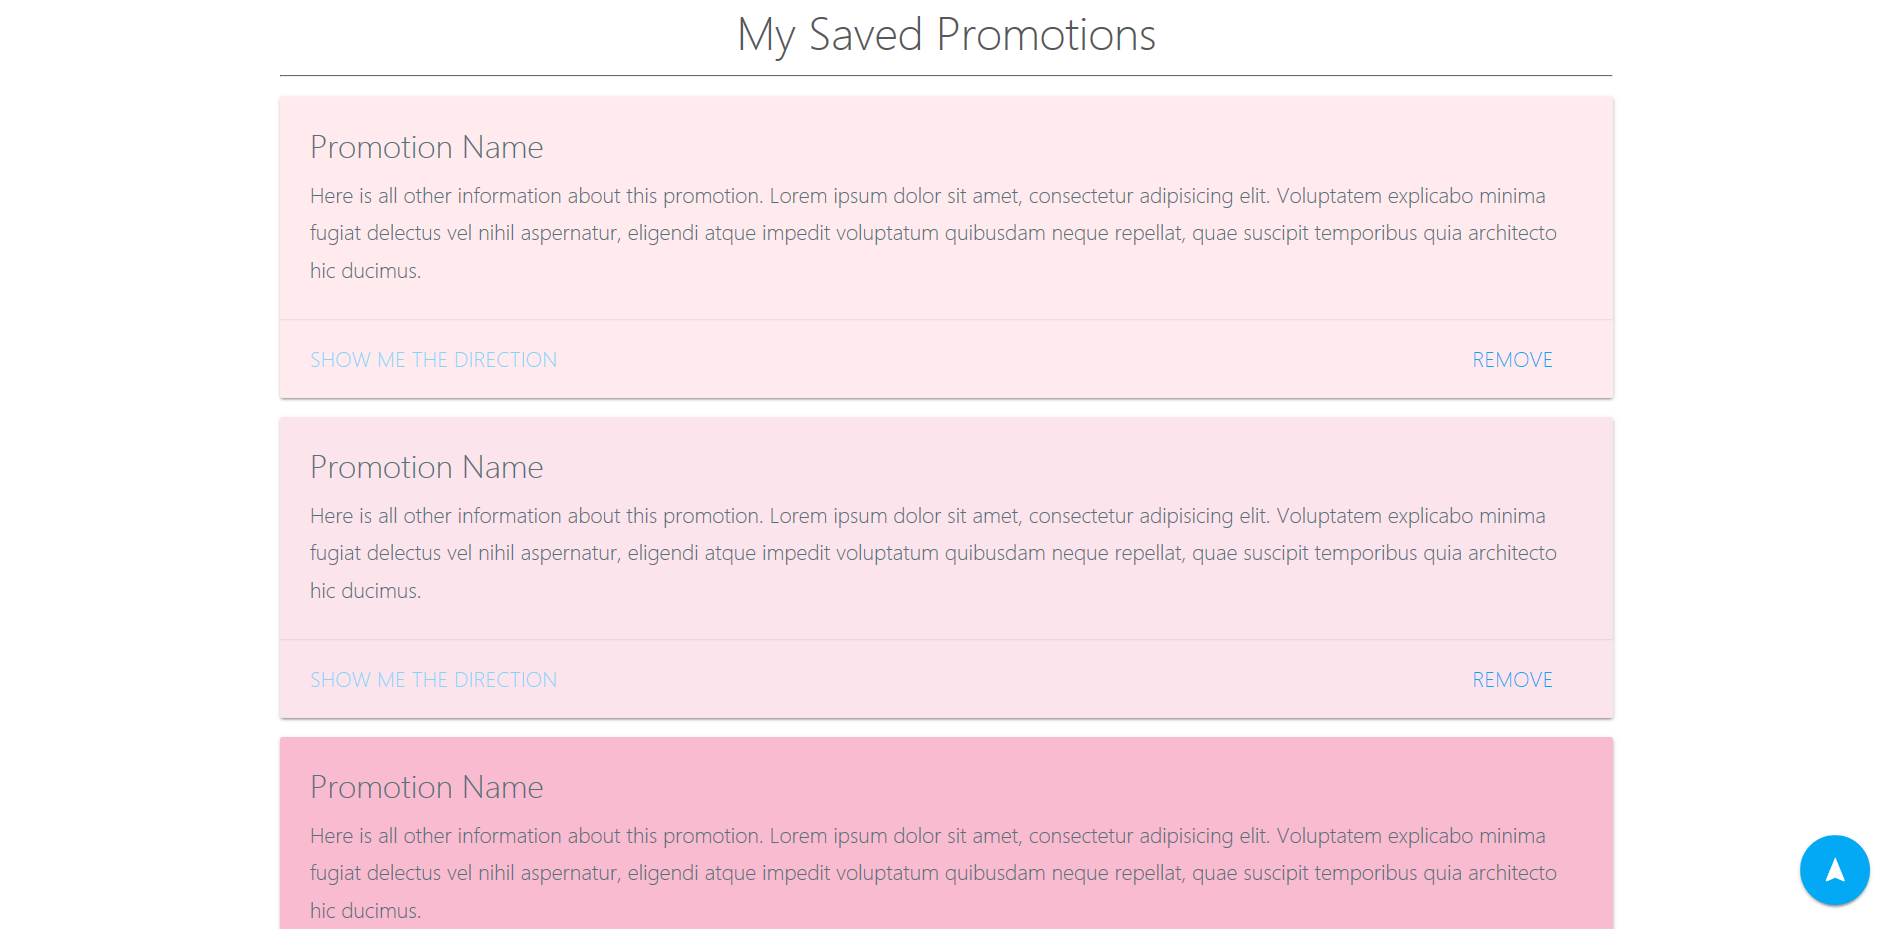 My Saved Promotions
Promotion Name
Here is all other information about this promotion. Lorem ipsum dolor sit amet, consectetur adipisicing elit. Voluptatem explicabo minima
fugiat delectus vel nihil aspernatur, eligendi atque impedit voluptatum quibusdam neque repellat, quae suscipit temporibus quia architecto
hic ducimus.
SHOW ME THE DIRECTION REMOVE
Promotion Name
Here is all other information about this promotion. Lorem ipsum dolor sit amet, consectetur adipisicing elit. Voluptatem explicabo minima
fugiat delectus vel nihil aspernatur, eligendi atque impedit voluptatum quibusdam neque repellat, quae suscipit temporibus quia architecto
hic ducimus.
SHOW ME THE DIRECTION REMOVE
Promotion Name
Here is all other information about this promotion. Lorem ipsum dolor sit amet, consectetur adipisicing elit. Voluptatem explicabo minima
fugiat delectus vel nihil aspernatur, eligendi atque impedit voluptatum quibusdam neque repellat, quae suscipit temporibus quia architecto
hic ducimus.